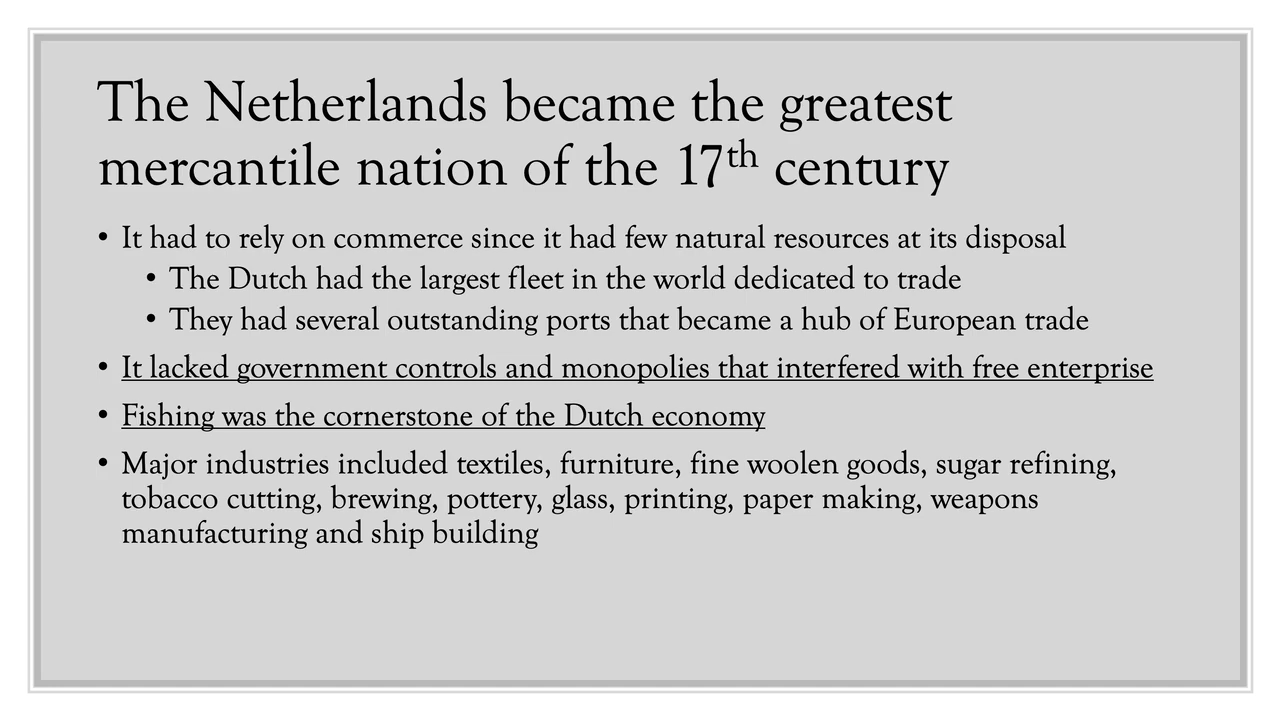 The Netherlands became the greatest
mercantile nation of the 17th century
• It had to rely on commerce since it had few natural resources at its disposal
• The Dutch had the largest fleet in the world dedicated to trade
• They had several outstanding ports that became a hub of European trade
• It lacked government controls and monopolies that interfered with free enterprise
• Fishing was the cornerstone of the Dutch economy
• Major industries included textiles, furniture, fine woolen goods, sugar refining,
tobacco cutting, brewing, pottery, glass, printing, paper making, weapons
manufacturing and ship building